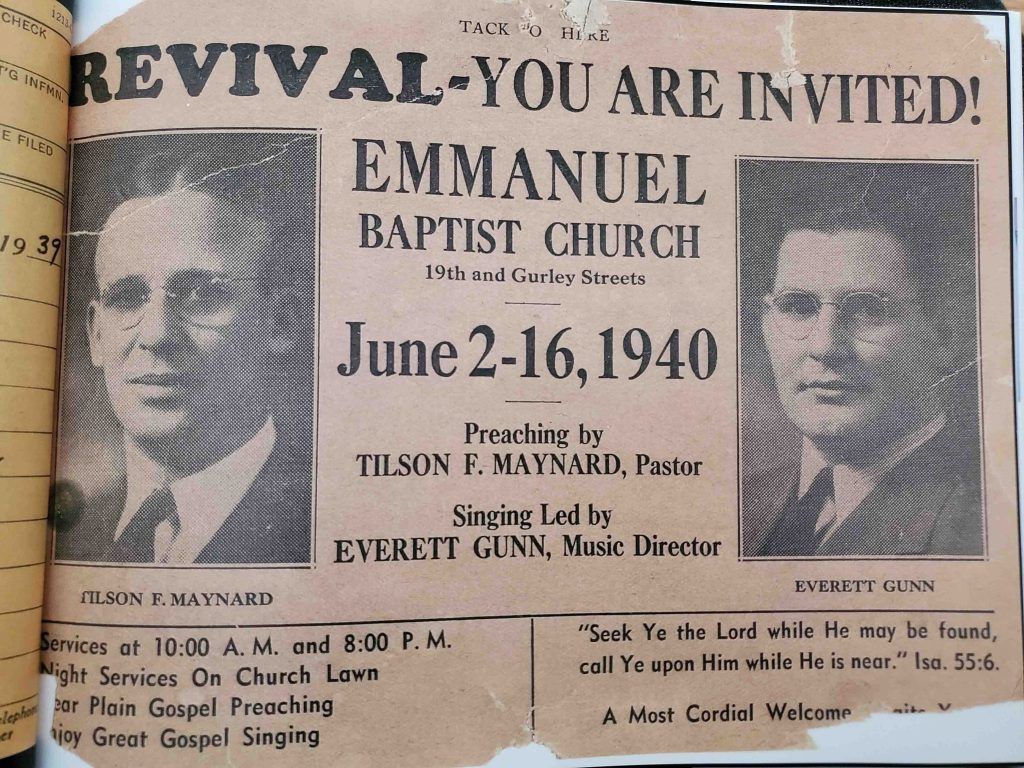 CHECK
T'G INFMN.
E FILED
19 39
TACK TO HERE
REVIVAL-YOU ARE INVITED!
EMMANUEL
BAPTIST CHURCH
19th and Gurley Streets
June 2-16, 1940
Preaching by
TILSON F. MAYNARD, Pastor
Singing Led by
EVERETT GUNN, Music Director
TILSON F. MAYNARD
EVERETT GUNN
Services at 10:00 A. M. and 8:00 P. M.
Night Services On Church Lawn
ear Plain Gospel Preaching
njoy Great Gospel Singing
"Seek Ye the Lord while He may be found,
call Ye upon Him while He is near." Isa. 55:6.
A Most Cordial Welcome